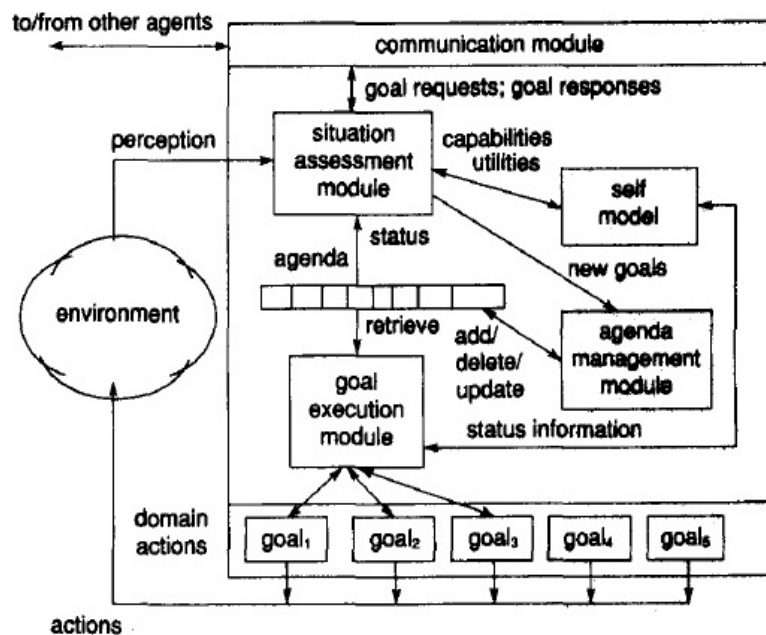 to/from other agents
communication module
goal requests; goal responses
perception
situation
assessment
module
capabilities
utilities
self
model
status
agenda
new goals
environment
retrieve
add/
delete/
update
agenda
management
module
goal
execution
module
status information
domain
actions
goal₁
goal₂
goal₃
goal₄
goal₅
actions